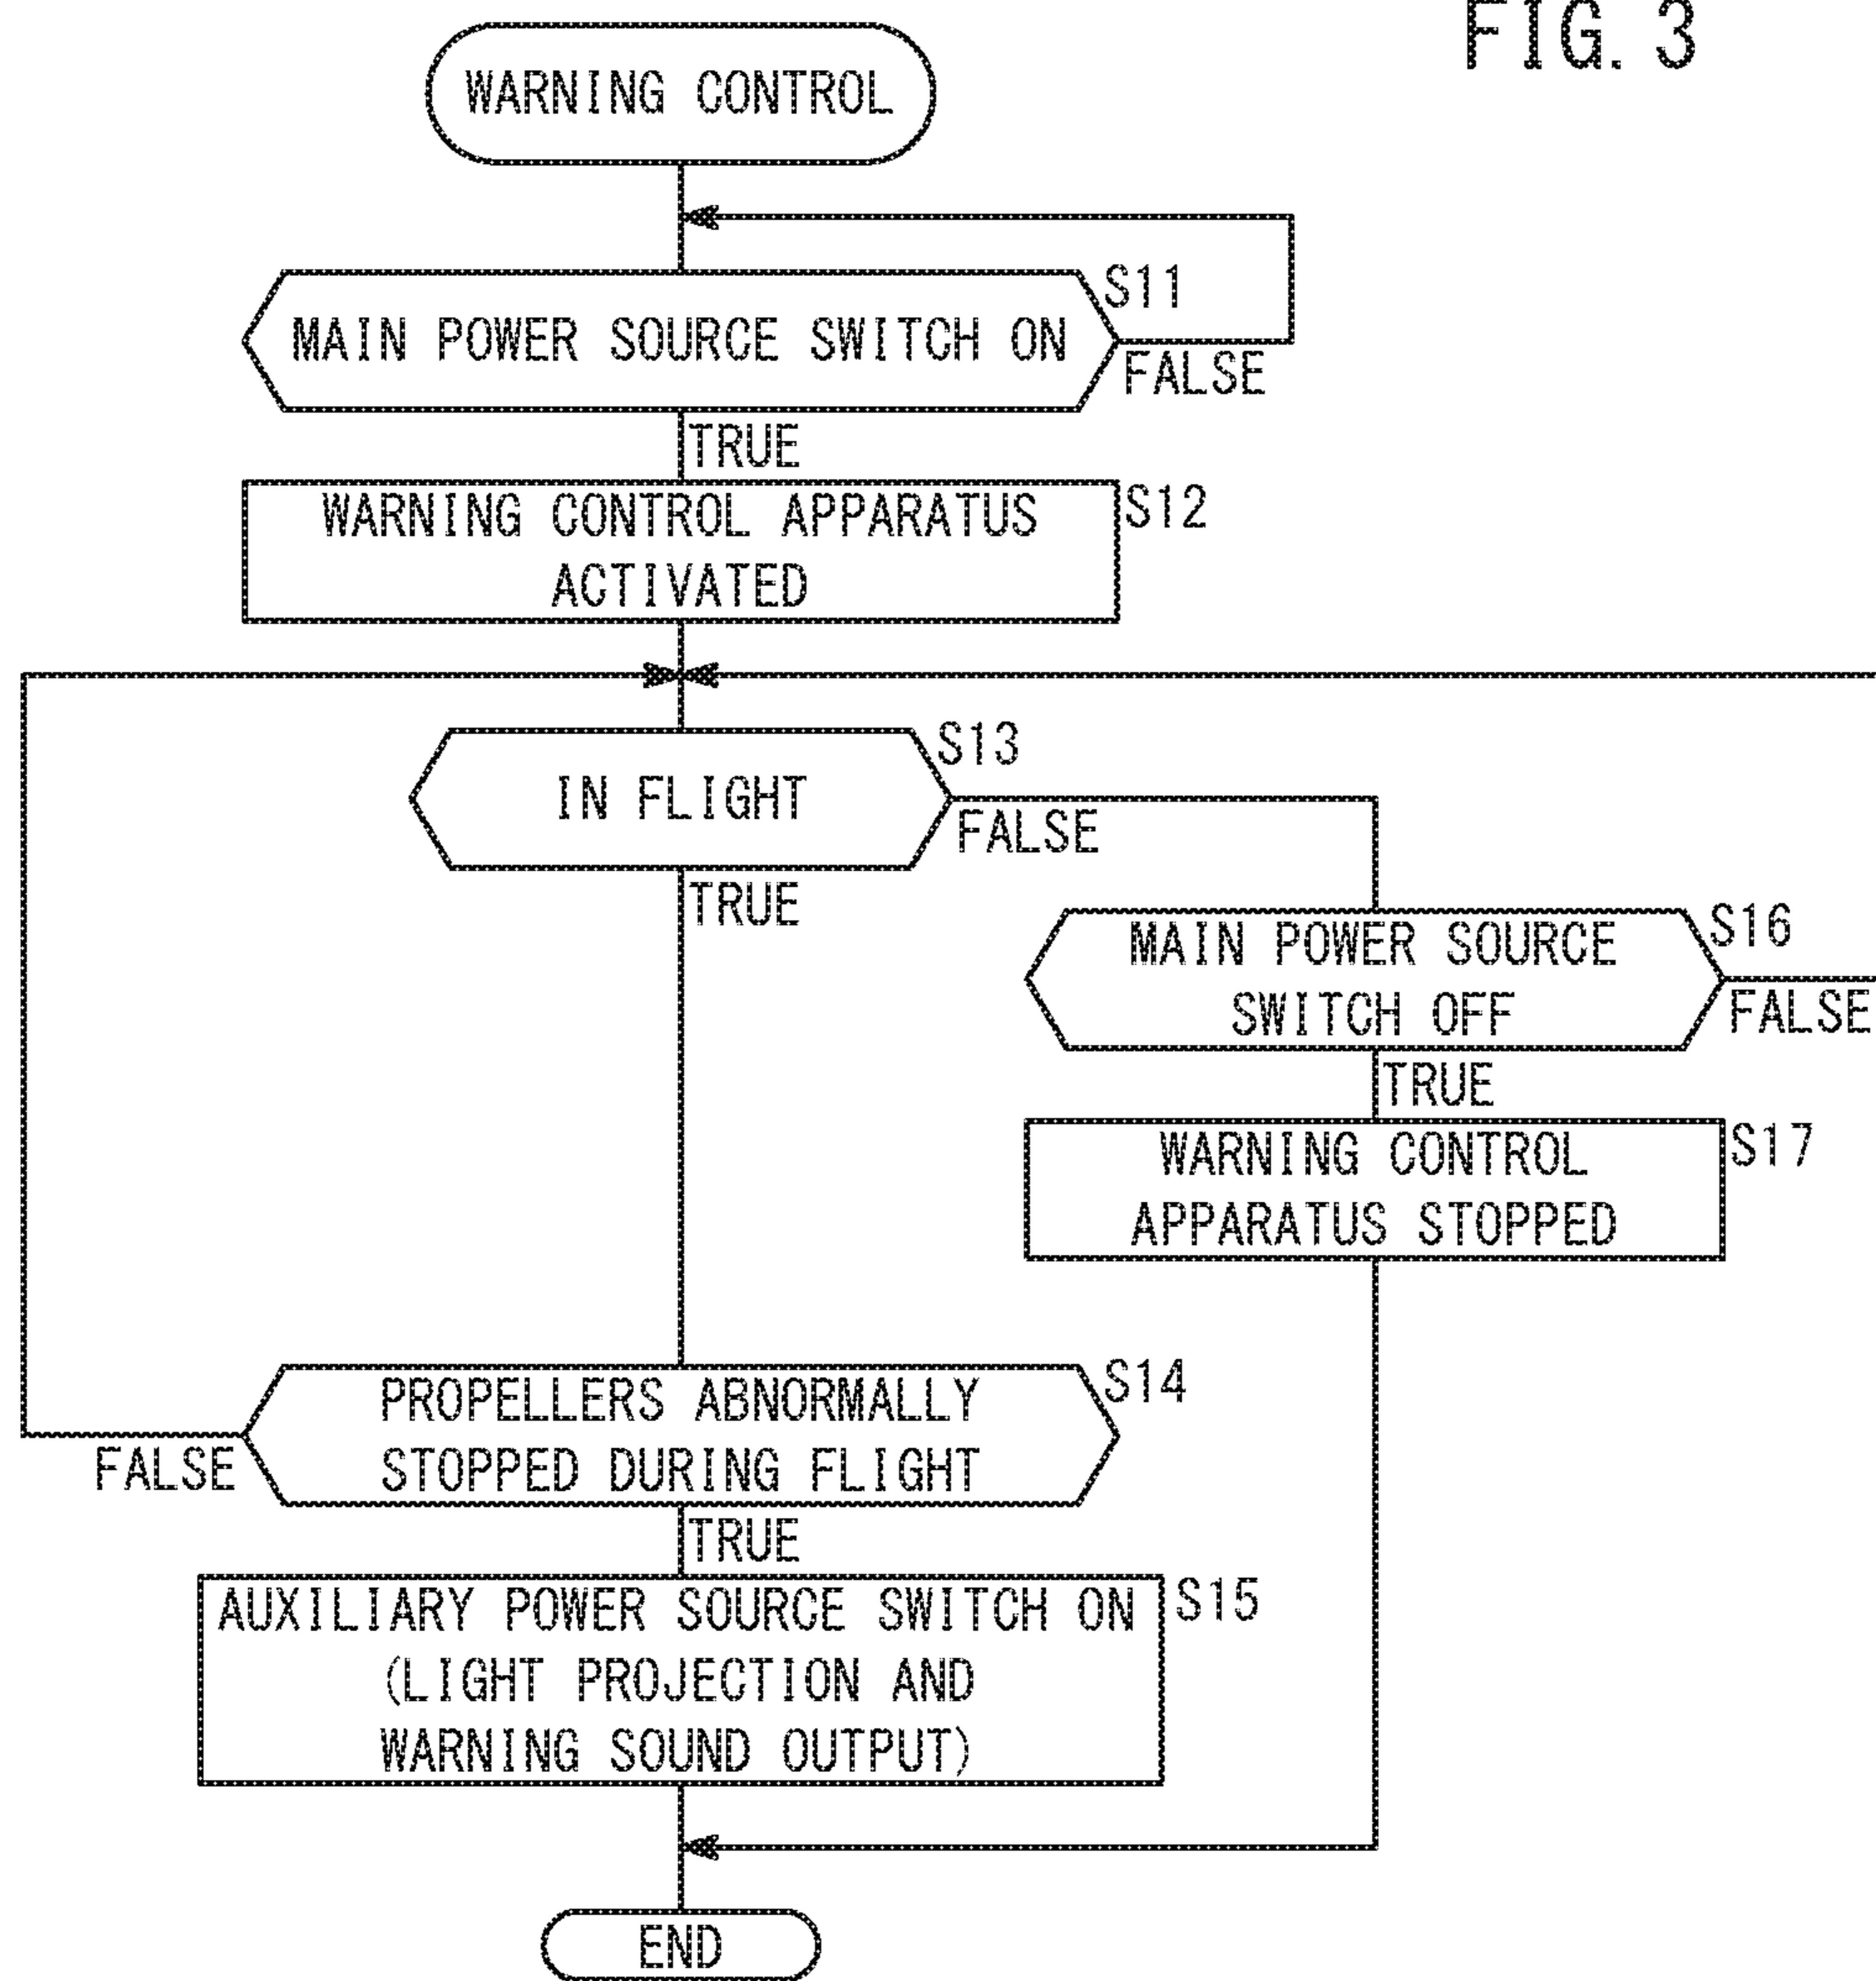 FIG. 3
WARNING CONTROL
S11
MAIN POWER SOURCE SWITCH ON
FALSE
TRUE
WARNING CONTROL APPARATUS
ACTIVATED
S12
S13
IN FLIGHT
FALSE
TRUE
MAIN POWER SOURCE
SWITCH OFF
S16
FALSE
TRUE
WARNING CONTROL
APPARATUS STOPPED
S17
PROPELLERS ABNORMALLY
STOPPED DURING FLIGHT
S14
FALSE
TRUE
AUXILIARY POWER SOURCE SWITCH ON
(LIGHT PROJECTION AND
WARNING SOUND OUTPUT)
S15
END